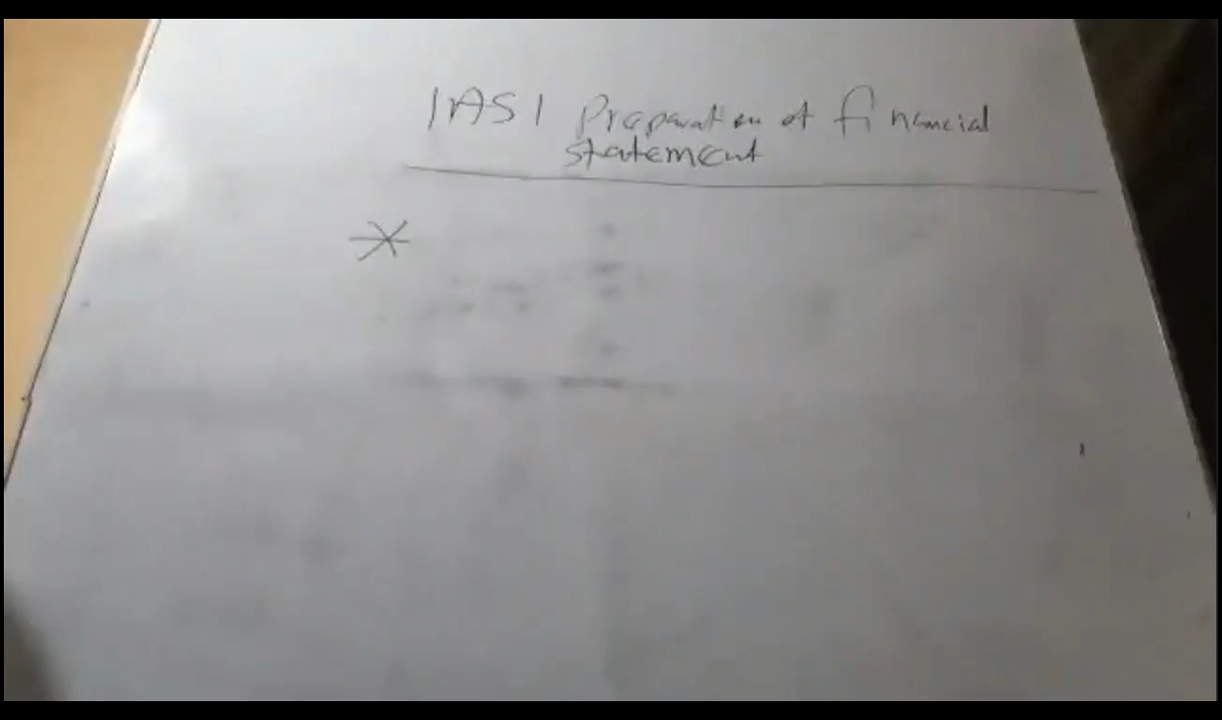 IAS1 Preparation of financial
statement
*